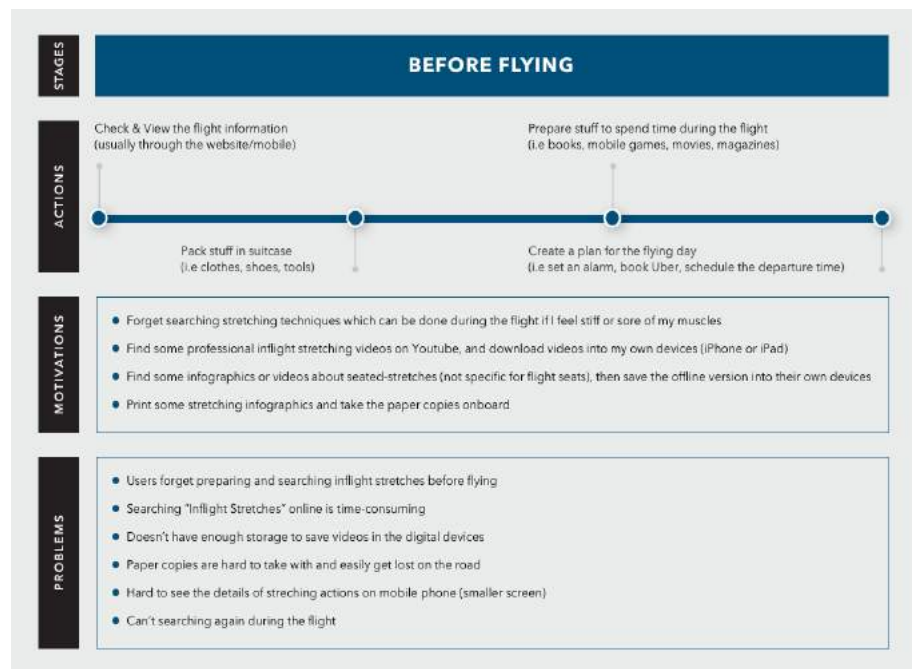 STAGES
BEFORE FLYING
ACTIONS
Check & View the flight information
(usually through the website/mobile)
Prepare stuff to spend time during the flight
(i.e books, mobile games, movies, magazines)
Pack stuff in suitcase
(i.e clothes, shoes, tools)
Create a plan for the flying day
(i.e set an alarm, book Uber, schedule the departure time)
MOTIVATIONS
Forget searching stretching techniques which can be done during the flight if I feel stiff or sore of my muscles
Find some professional inflight stretching videos on Youtube, and download videos into my own devices (iPhone or iPad)
Find some infographics or videos about seated-stretches (not specific for flight seats), then save the offline version into their own devices
Print some stretching infographics and take the paper copies onboard
PROBLEMS
Users forget preparing and searching inflight stretches before flying
Searching "Inflight Stretches" online is time-consuming
Doesn't have enough storage to save videos in the digital devices
Paper copies are hard to take with and easily get lost on the road
Hard to see the details of streching actions on mobile phone (smaller screen)
Can't searching again during the flight